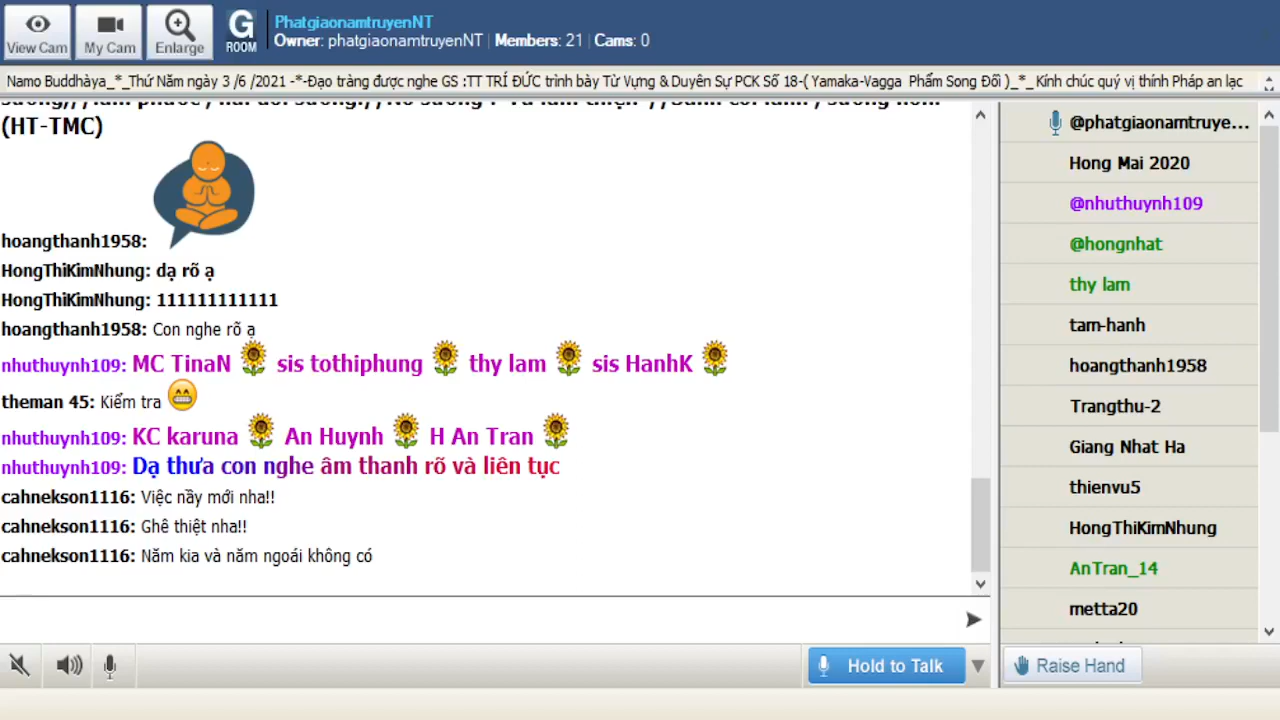 View Cam
My Cam
Enlarge
G
ROOM
PhatgiaonamtruyenNT
Owner: phatgiaonamtruyenNT | Members: 21 | Cams: 0
Namo Buddhàya_*_Thứ Năm ngày 3 /6 /2021 -*-Đạo tràng được nghe GS :TT TRÍ ĐỨC trình bày Từ Vựng & Duyên Sự PCK Số 18-( Yamaka-Vagga Phẩm Song Đối )_*_Kính chúc quý vị thính Pháp an lạc
(HT-TMC)
hoangthanh1958:
HongThiKimNhung: dạ rõ ạ
HongThiKimNhung: 111111111111
hoangthanh1958: Con nghe rõ ạ
nhuthuynh109: MC TinaN sis tothiphung thy lam sis HanhK
theman 45: Kiểm tra
nhuthuynh109: KC karuna An Huynh H An Tran
nhuthuynh109: Dạ thưa con nghe âm thanh rõ và liên tục
cahnekson1116: Việc nầy mới nha!!
cahnekson1116: Ghê thiệt nha!!
cahnekson1116: Năm kia và năm ngoái không có
Hold to Talk
@phatgiaonamtruye...
Hong Mai 2020
@nhuthuynh109
@hongnhat
thy lam
tam-hanh
hoangthanh1958
Trangthu-2
Giang Nhat Ha
thienvu5
HongThiKimNhung
AnTran_14
metta20
Raise Hand